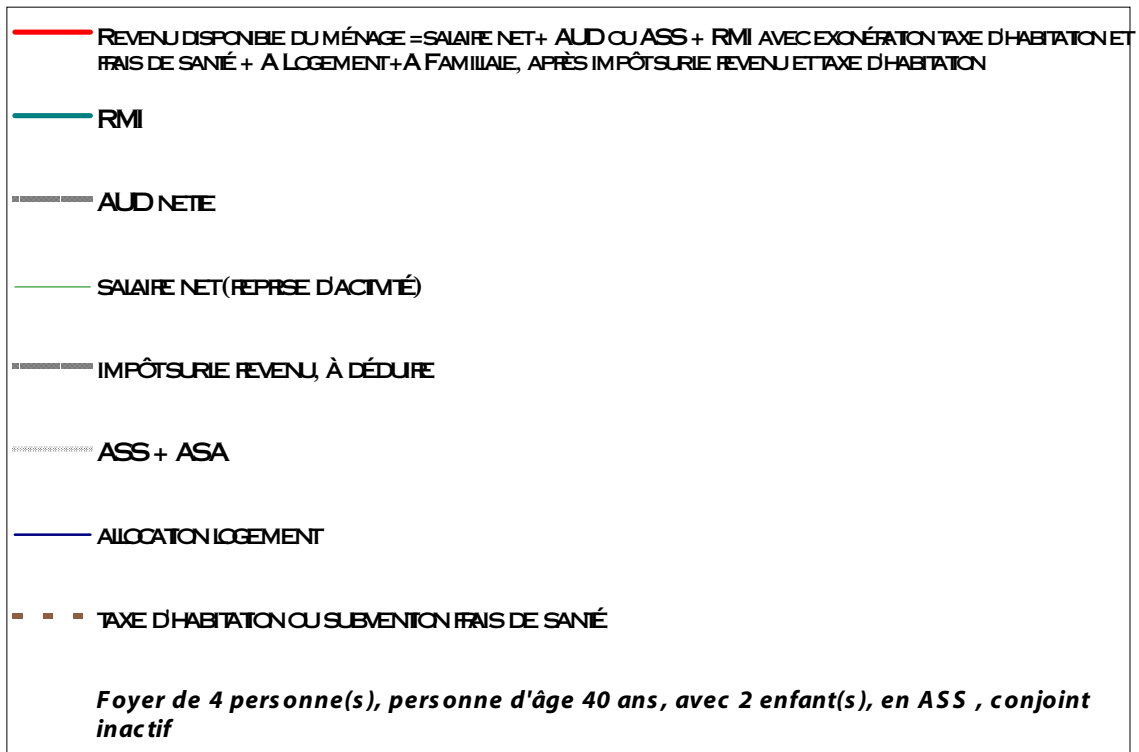 REVENU DISPONIBLE DU MÉNAGE = SALAIRE NET + AUD OU ASS + RMI AVEC EXONÉRATION TAXE D'HABITATION ET
FRAIS DE SANTÉ + A LOGEMENT+A FAMILIALE, APRÈS IMPÔT SUR LE REVENU ET TAXE D'HABITATION
RMI
AUD NETTE
SALAIRE NET (REPRISE D'ACTIVITÉ)
IMPÔT SUR LE REVENU, À DÉDUIRE
ASS + ASA
ALLOCATION LOGEMENT
TAXE D'HABITATION OU SUBVENTION FRAIS DE SANTÉ
Foyer de 4 personne(s), personne d'âge 40 ans, avec 2 enfant(s), en ASS , conjoint
inactif